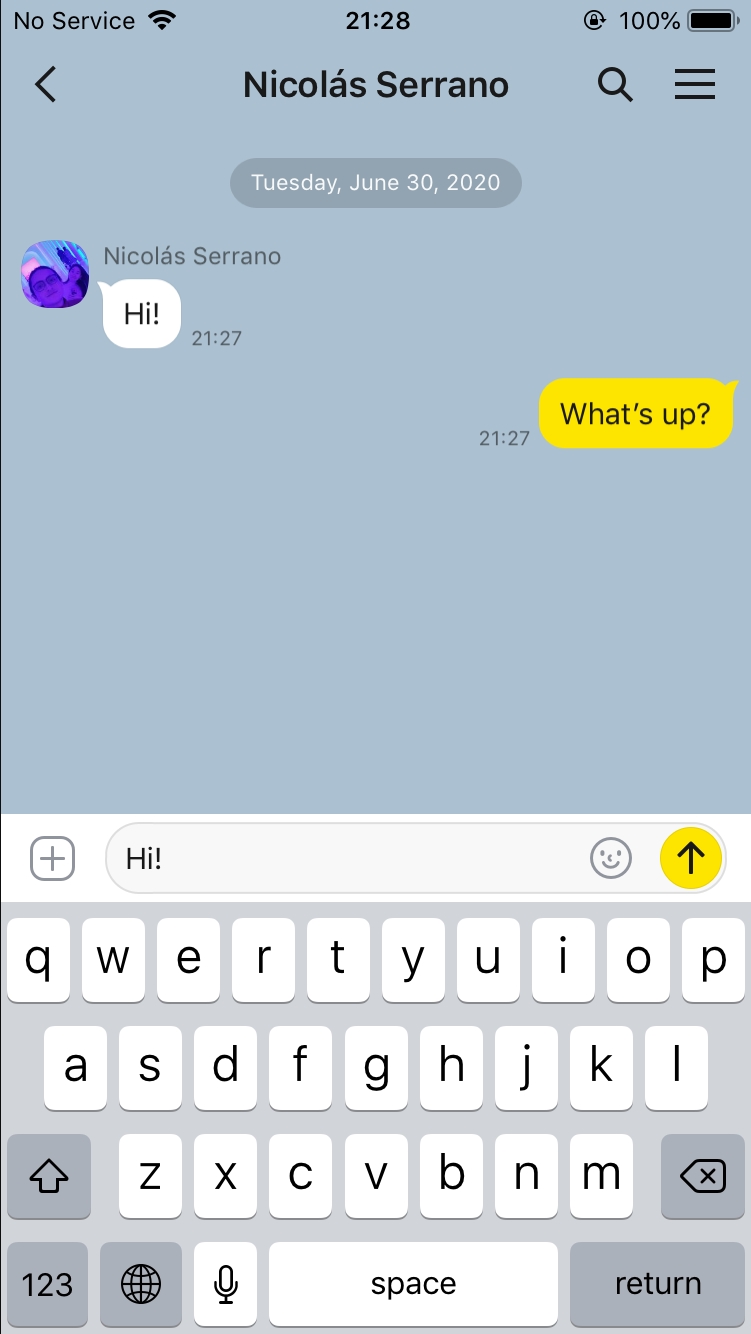 No Service 21:28 100%
Nicolás Serrano
Tuesday, June 30, 2020
Nicolás Serrano
Hi!
21:27
What’s up?
21:27
Hi!
q w e r t y u i o p
a s d f g h j k l
z x c v b n m
123 space return